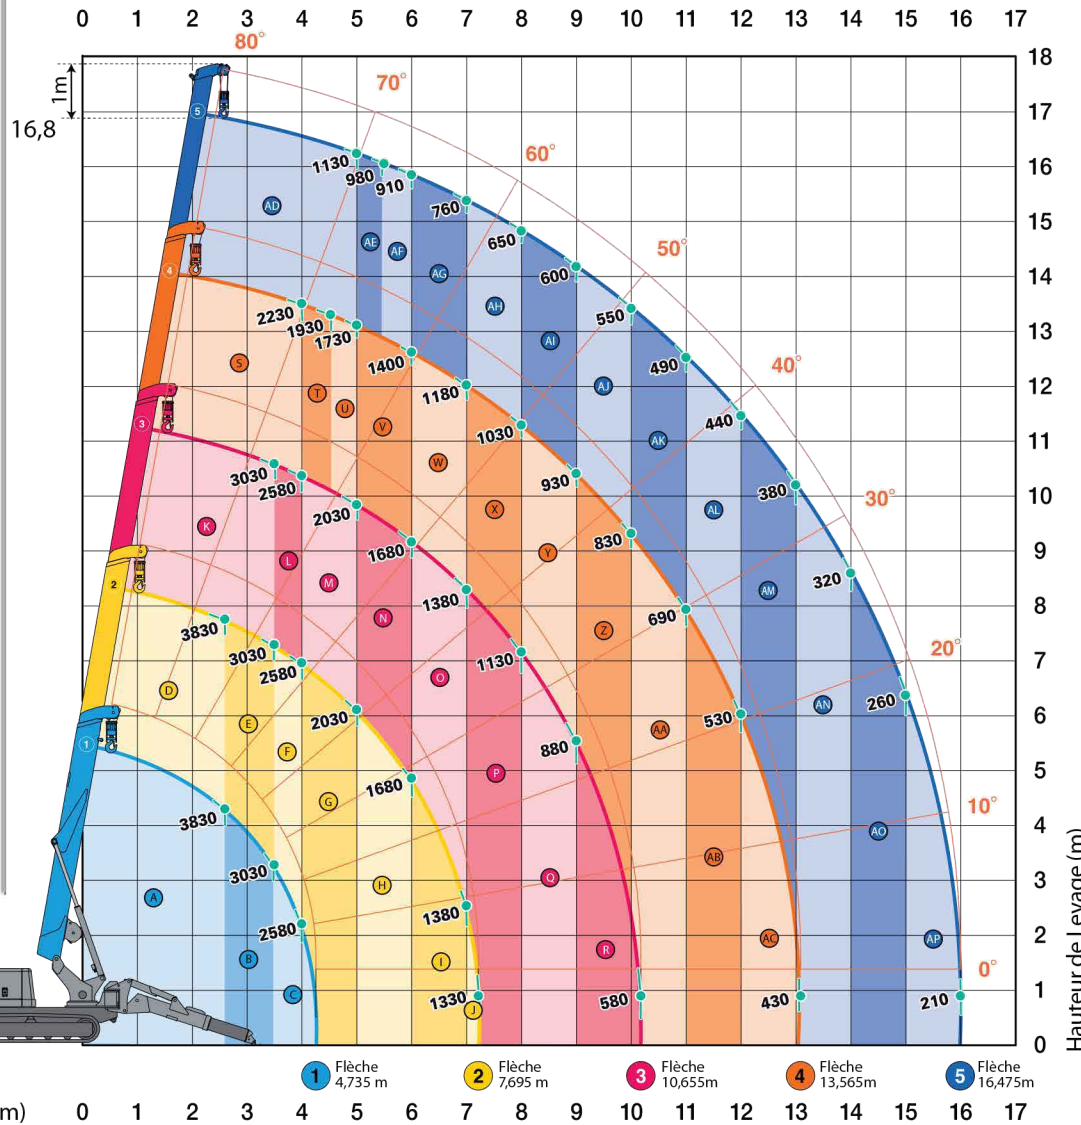 0 1 2 3 4 5 6 7 8 9 10 11 12 13 14 15 16 17
80°
18
1m
70°
5
17
16,8
60°
1130
980
910
16
760
AD
15
650
AE
AF
50°
600
AG
14
4
2230
1930
1730
AH
550
13
1400
AI
490
40°
S
1180
AJ
12
T
U
V
440
3
1030
AK
11
3030
2580
W
930
380
30°
10
K
2030
X
AL
1680
830
L
Y
9
2
M
1380
320
AM
3830
N
690
8
3030
2580
1130
Z
20°
7
D
O
260
E
2030
530
AN
6
1
F
AA
880
G
1680
P
5
3830
10°
4
AO
3030
H
Q
AB
3
A
2580
1380
B
I
R
AC
AP
2
0°
C
1330
J
580
430
210
1
0
Hauteur de Levage (m)
1 Flèche
4,735 m
2 Flèche
7,695 m
3 Flèche
10,655m
4 Flèche
13,565m
5 Flèche
16,475m
m) 0 1 2 3 4 5 6 7 8 9 10 11 12 13 14 15 16 17